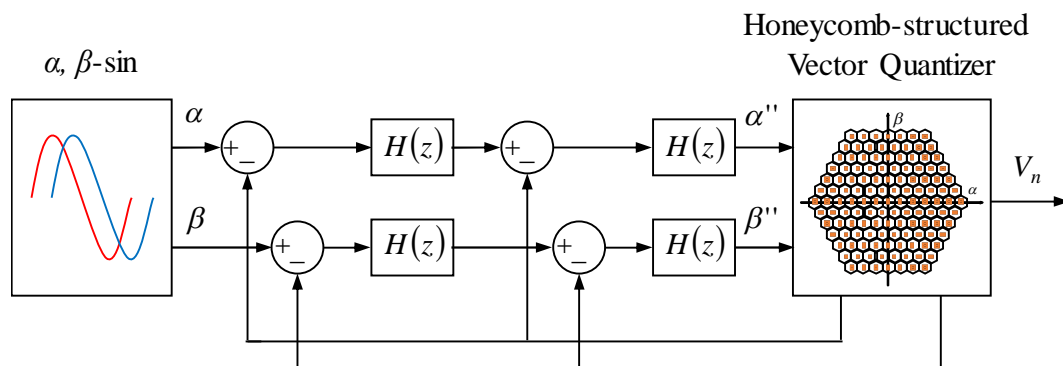 Honeycomb-structured
Vector Quantizer
α, β-sin
α
+
−
H(z)
+
−
H(z)
α''
β
α
V_n
β
+
−
H(z)
+
−
H(z)
β''